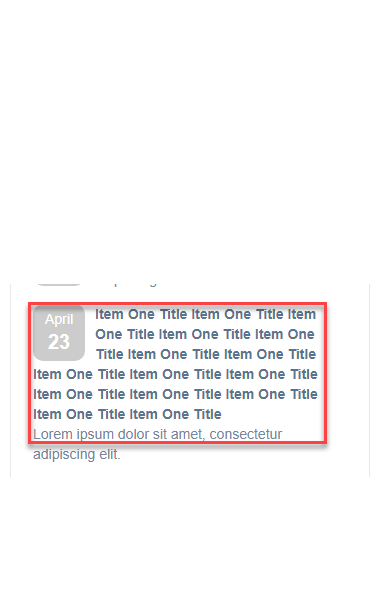 April
23
Item One Title Item One Title Item
One Title Item One Title Item One
Title Item One Title Item One Title
Item One Title Item One Title Item One Title
Item One Title Item One Title Item One Title
Item One Title Item One Title
Lorem ipsum dolor sit amet, consectetur
adipiscing elit.